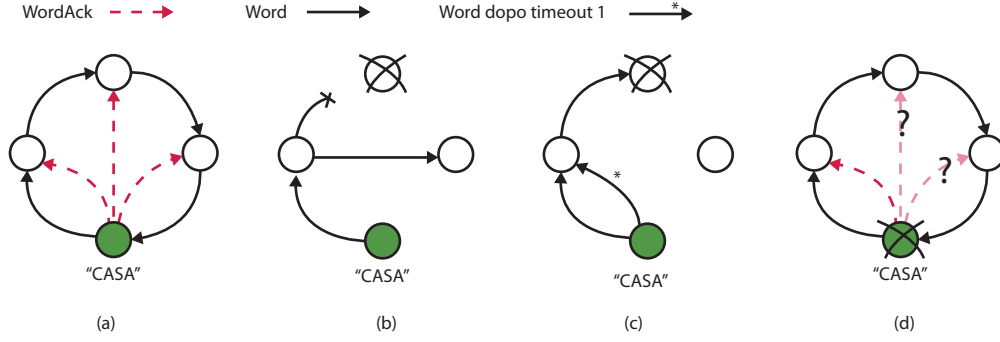 WordAck Word Word dopo timeout 1 *
*
? ?
"CASA" "CASA" "CASA" "CASA"
(a) (b) (c) (d)